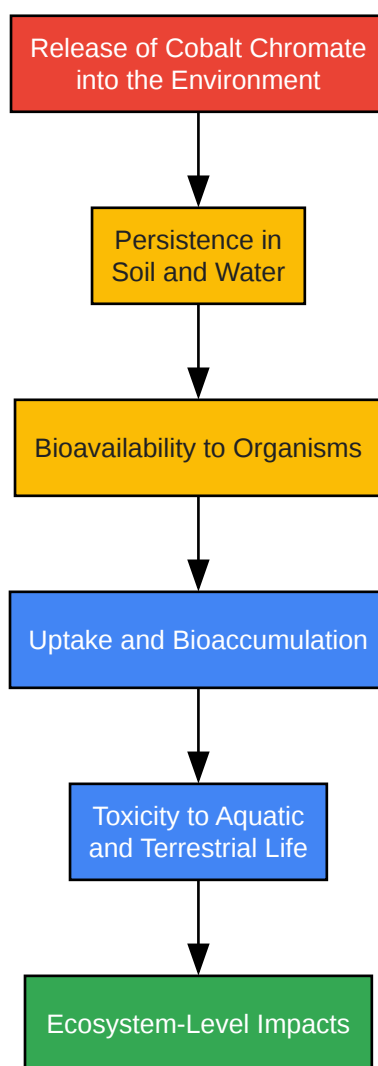 Release of Cobalt Chromate
into the Environment
Persistence in
Soil and Water
Bioavailability to Organisms
Uptake and Bioaccumulation
Toxicity to Aquatic
and Terrestrial Life
Ecosystem-Level Impacts